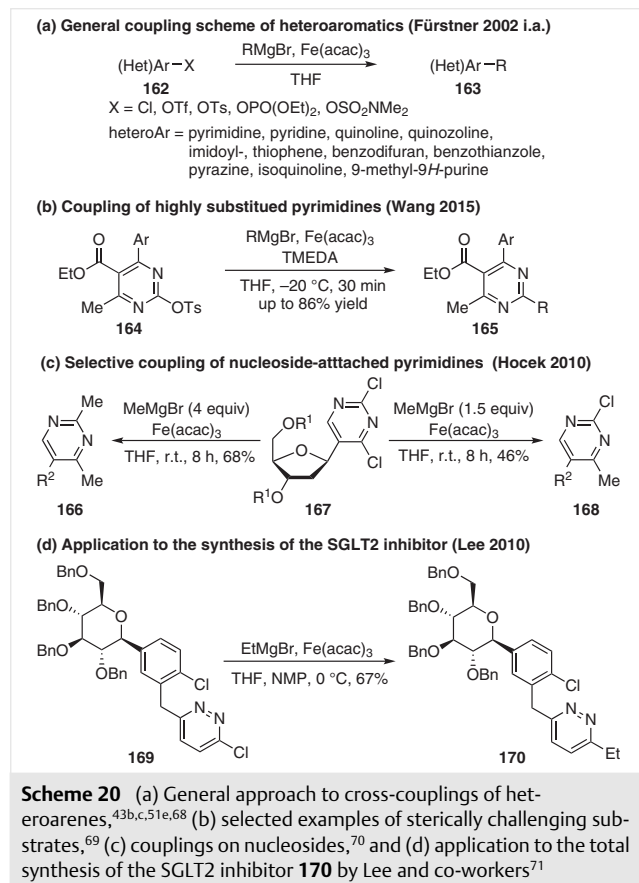 (a) General coupling scheme of heteroaromatics (Fürstner 2002 i.a.)
(Het)Ar–X
162
RMgBr, Fe(acac)3
THF
(Het)Ar–R
163
X = Cl, OTf, OTs, OPO(OEt)2, OSO2NMe2
heteroAr = pyrimidine, pyridine, quinoline, quinozoline,
imidoyl-, thiophene, benzodifuran, benzothianzole,
pyrazine, isoquinoline, 9-methyl-9H-purine
(b) Coupling of highly substitued pyrimidines (Wang 2015)
O
Ar
EtO
N
Me
N
OTs
164
RMgBr, Fe(acac)3
TMEDA
THF, –20 °C, 30 min
up to 86% yield
O
Ar
EtO
N
Me
N
R
165
(c) Selective coupling of nucleoside-atttached pyrimidines (Hocek 2010)
Me
N
N
R2
Me
166
MeMgBr (4 equiv)
Fe(acac)3
THF, r.t., 8 h, 68%
Cl
N
N
OR1
O
Cl
R1O
167
MeMgBr (1.5 equiv)
Fe(acac)3
THF, r.t., 8 h, 46%
Cl
N
N
R2
Me
168
(d) Application to the synthesis of the SGLT2 inhibitor (Lee 2010)
BnO
BnO
O
BnO
OBn
Cl
N
N
Cl
169
EtMgBr, Fe(acac)3
THF, NMP, 0 °C, 67%
BnO
BnO
O
BnO
OBn
Cl
N
N
Et
170
Scheme 20 (a) General approach to cross-couplings of het-
eroarenes,43b,c,51e,68 (b) selected examples of sterically challenging sub-
strates,69 (c) couplings on nucleosides,70 and (d) application to the total
synthesis of the SGLT2 inhibitor 170 by Lee and co-workers71